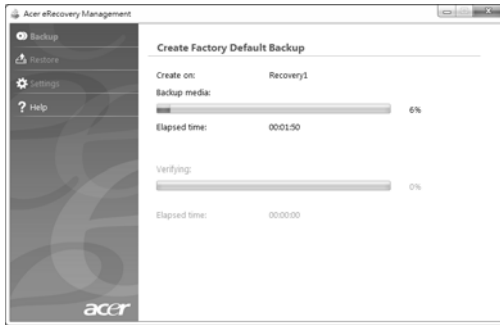 Acer eRecovery Management
Backup
Restore
Settings
? Help
Create Factory Default Backup
Create on: Recovery1
Backup media:
6%
Elapsed time: 00:01:50
Verifying:
0%
Elapsed time: 00:00:00
acer